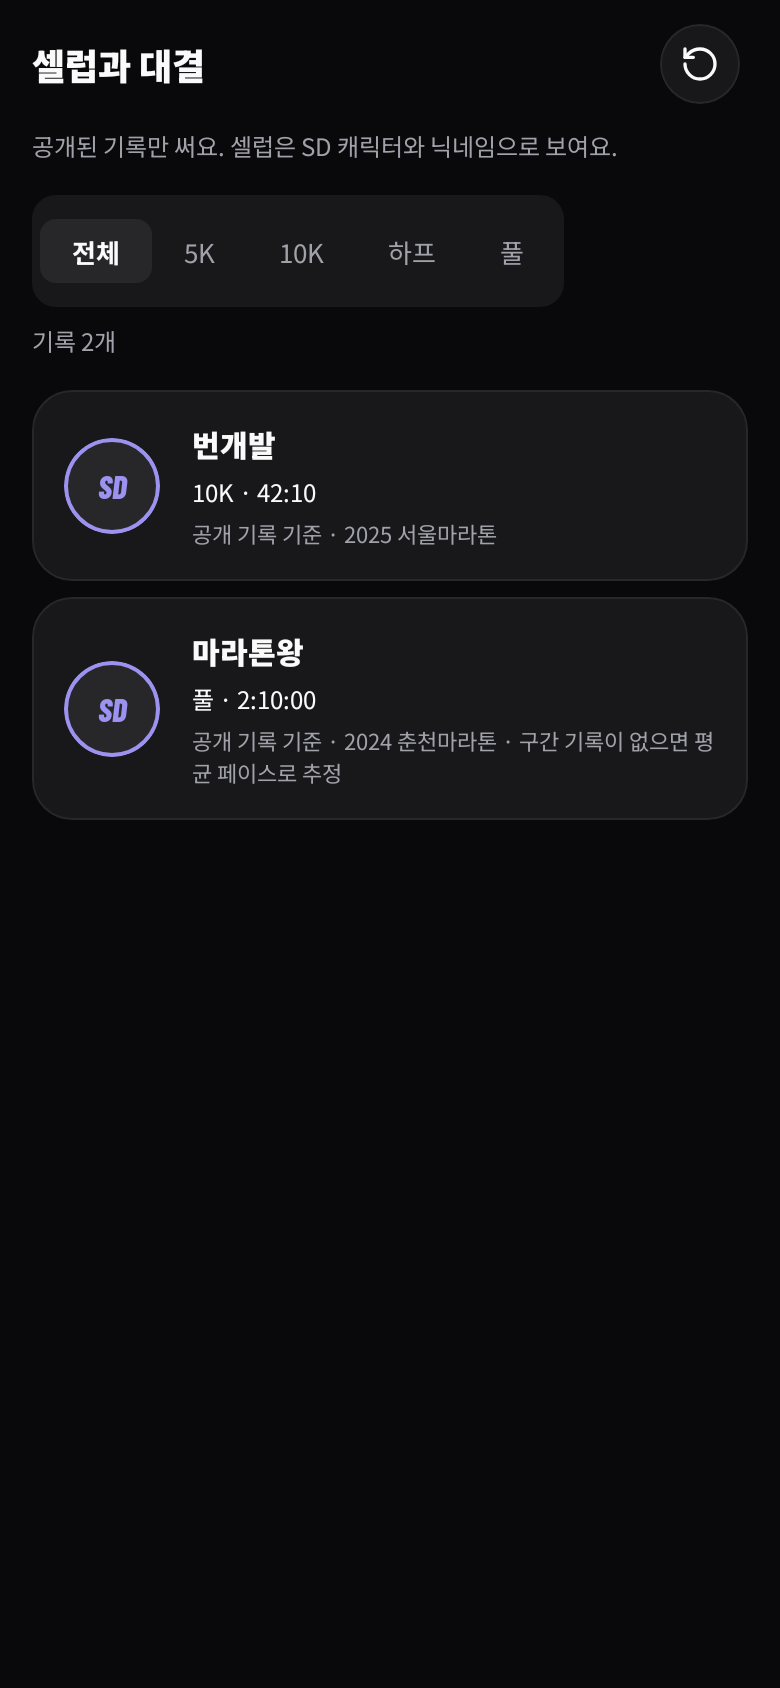 셀럽과 대결
공개된 기록만 써요. 셀럽은 SD 캐릭터와 닉네임으로 보여요.
전체 5K 10K 하프 풀
기록 2개
번개발
SD
10K · 42:10
공개 기록 기준 · 2025 서울마라톤
마라톤왕
풀 · 2:10:00
SD
공개 기록 기준 · 2024 춘천마라톤 · 구간 기록이 없으면 평
균 페이스로 추정